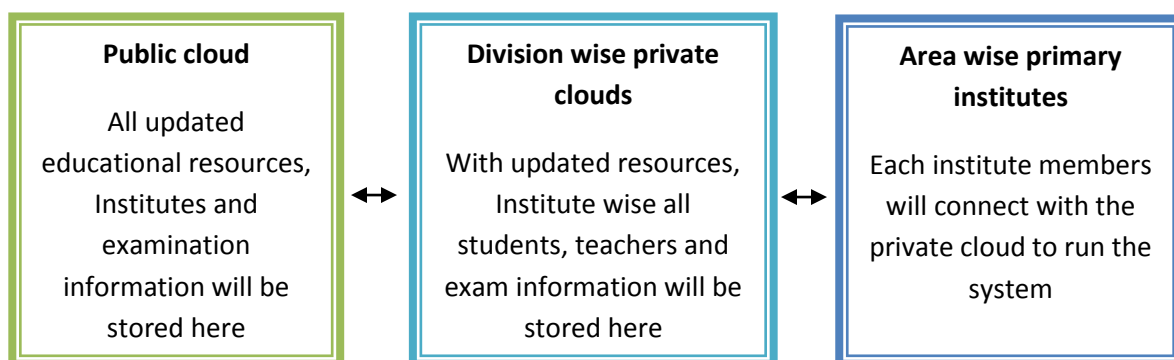 Public cloud
All updated
educational resources,
Institutes and
examination
information will be
stored here
Division wise private
clouds
With updated resources,
Institute wise all
students, teachers and
exam information will be
stored here
Area wise primary
institutes
Each institute members
will connect with the
private cloud to run the
system